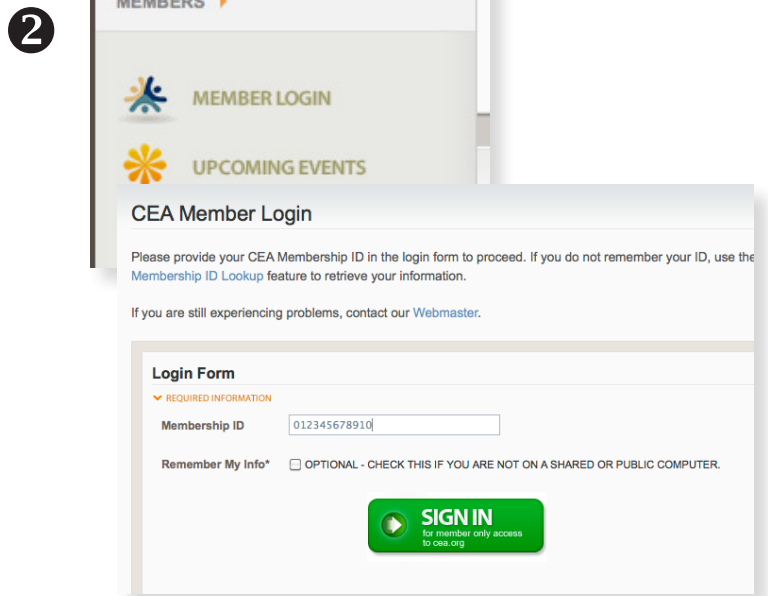 2
MEMBERS
MEMBER LOGIN
UPCOMING EVENTS
CEA Member Login
Please provide your CEA Membership ID in the login form to proceed. If you do not remember your ID, use the
Membership ID Lookup feature to retrieve your information.
If you are still experiencing problems, contact our Webmaster.
Login Form
REQUIRED INFORMATION
Membership ID 012345678910
Remember My Info* OPTIONAL - CHECK THIS IF YOU ARE NOT ON A SHARED OR PUBLIC COMPUTER.
SIGN IN
for member only access
to cea.org